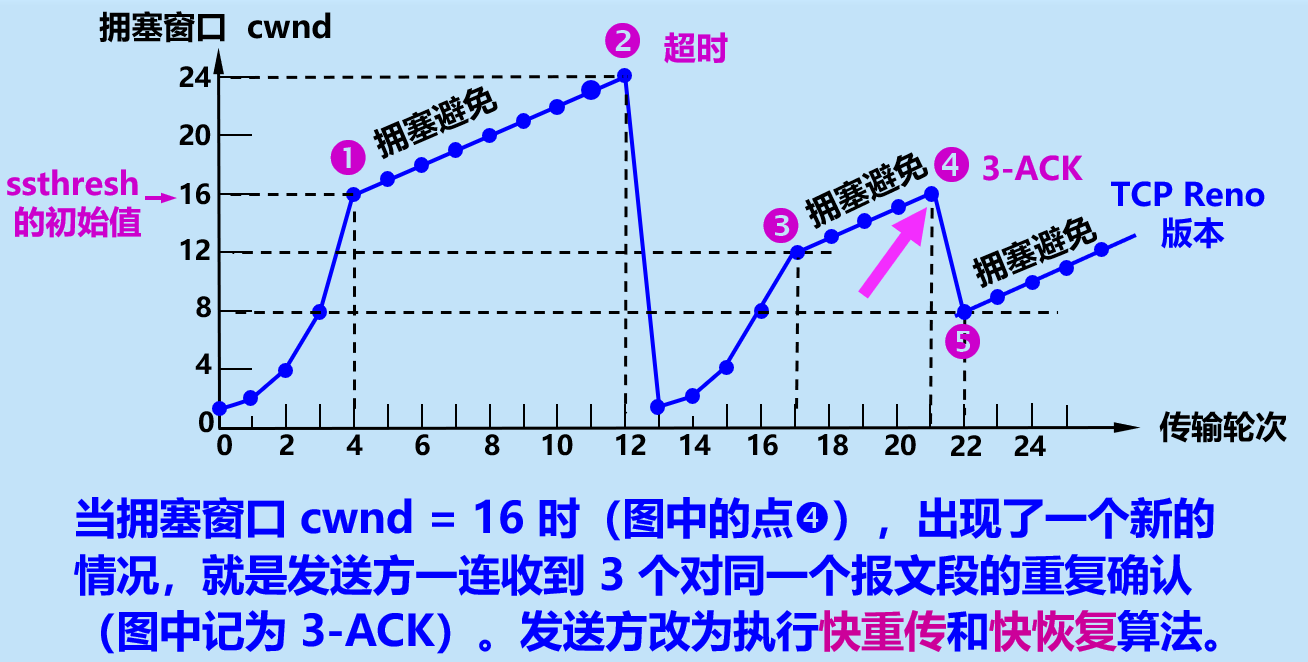 拥塞窗口 cwnd
❷ 超时
24
拥塞避免
20
❶
❹ 3-ACK
ssthresh
的初始值
16
拥塞避免
TCP Reno
版本
❸
拥塞避免
12
8
❺
4
0
0 2 4 6 8 10 12 14 16 18 20 22 24
传输轮次
当拥塞窗口 cwnd = 16 时（图中的点❹），出现了一个新的
情况，就是发送方一连收到 3 个对同一个报文段的重复确认
（图中记为 3-ACK）。发送方改为执行快重传和快恢复算法。